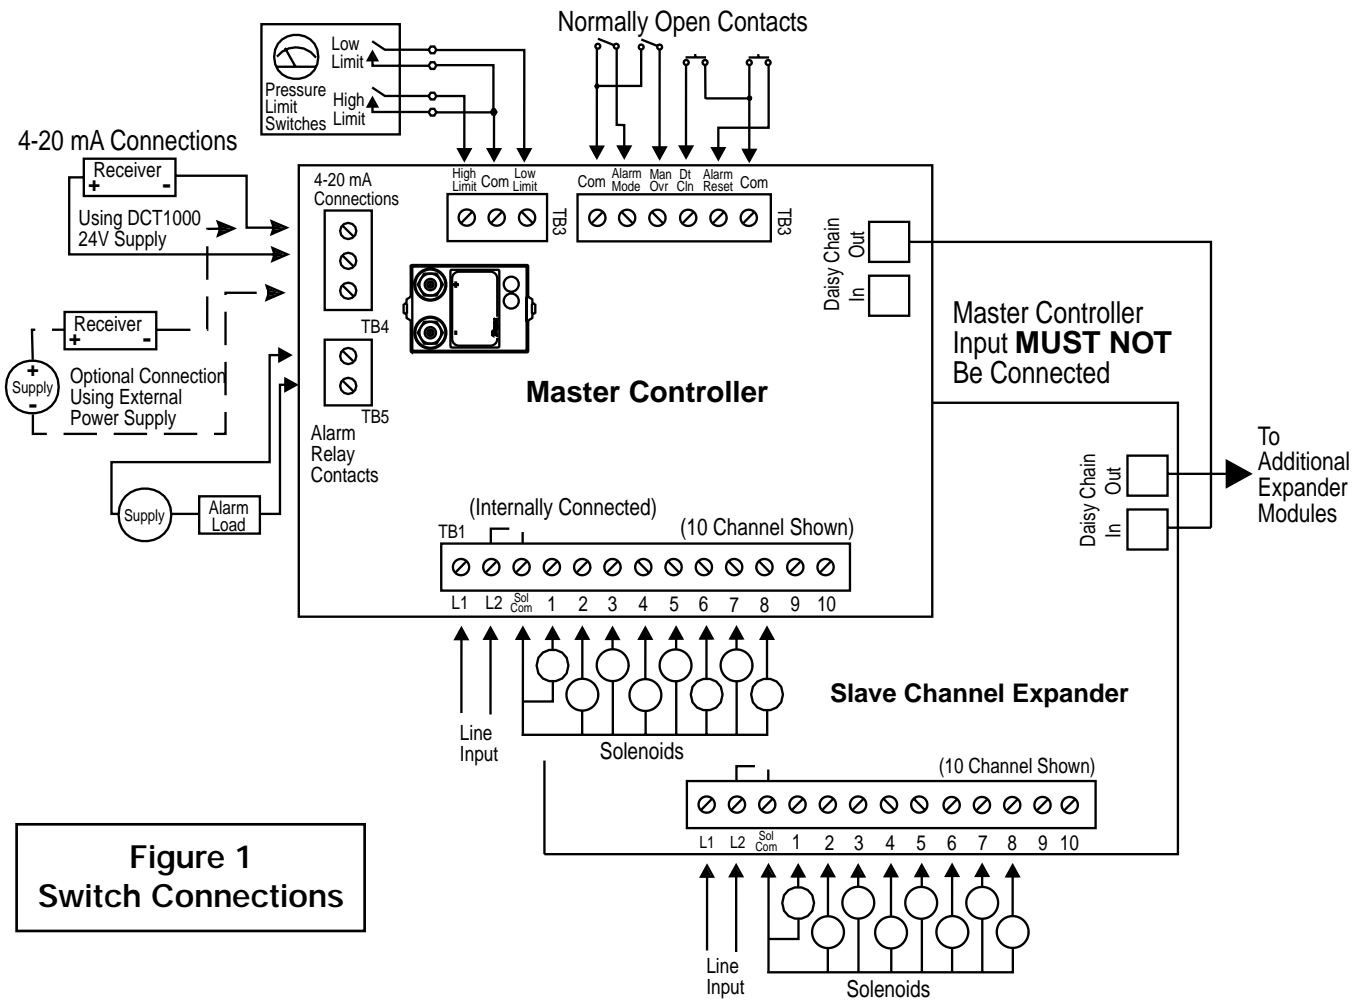 Normally Open Contacts
Low
Limit
Pressure
Limit
Switches
High
Limit
4-20 mA Connections
Receiver
+ -
Using DCT1000
24V Supply
Receiver
+ -
+
Supply
-
Optional Connection
Using External
Power Supply
Supply
Alarm
Load
4-20 mA
Connections
TB4
TB5
Alarm
Relay
Contacts
High
Limit
Com
Low
Limit
TB3
Com
Alarm
Mode
Man
Ovr
Dt
Cln
Alarm
Reset
Com
TB3
Daisy Chain
Out
In
Master Controller
Master Controller
Input MUST NOT
Be Connected
Daisy Chain
Out
In
To
Additional
Expander
Modules
(Internally Connected)
TB1
(10 Channel Shown)
L1 L2 Sol
Com 1 2 3 4 5 6 7 8 9 10
Line
Input
Solenoids
Slave Channel Expander
(10 Channel Shown)
L1 L2 Sol
Com 1 2 3 4 5 6 7 8 9 10
Line
Input
Solenoids
Figure 1
Switch Connections